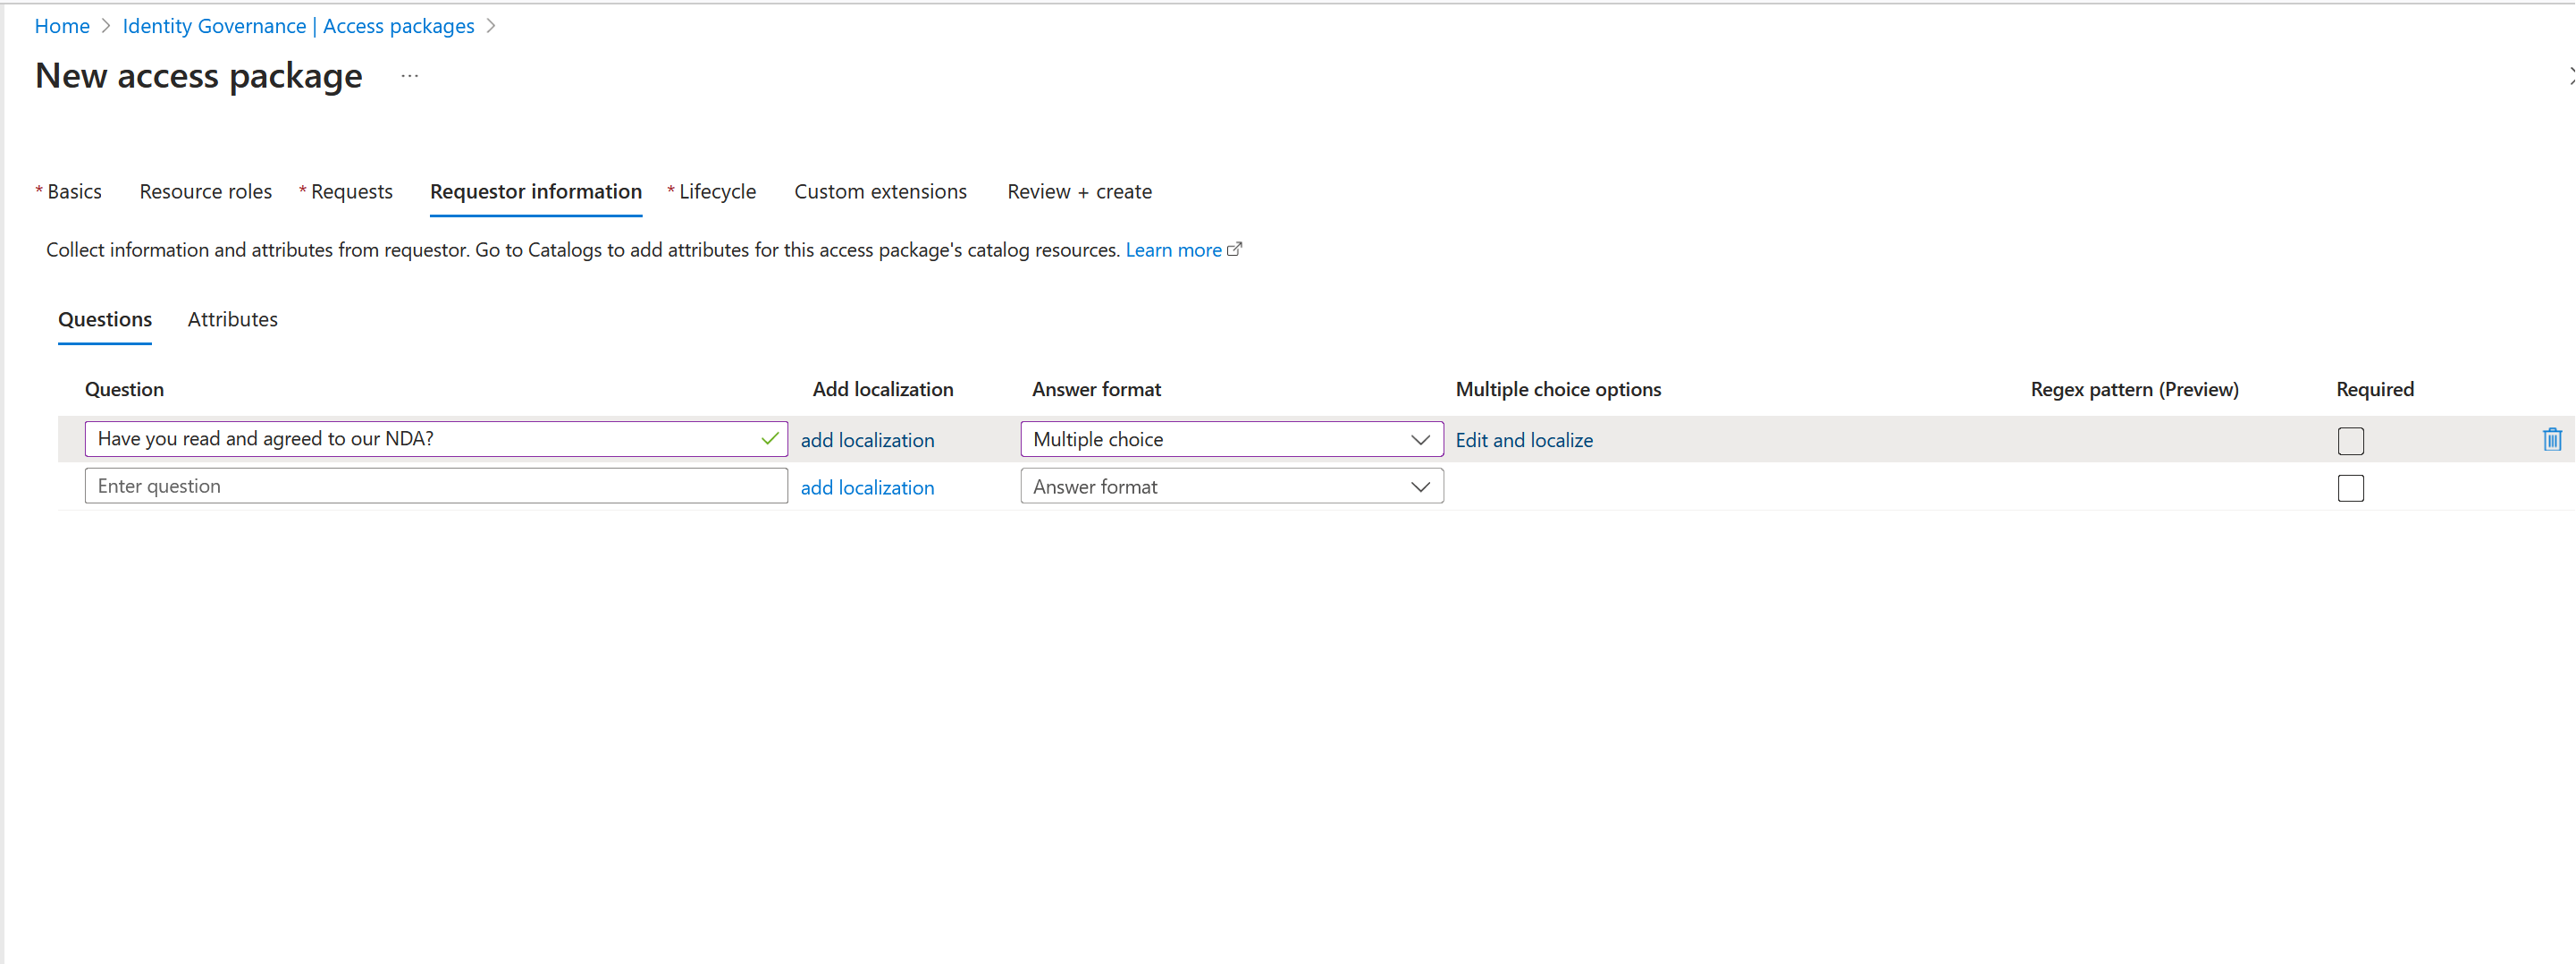 Home > Identity Governance | Access packages >
New access package ...
* Basics Resource roles * Requests Requestor information * Lifecycle Custom extensions Review + create
Collect information and attributes from requestor. Go to Catalogs to add attributes for this access package's catalog resources. Learn more
Questions Attributes
Question Add localization Answer format Multiple choice options Regex pattern (Preview) Required
Have you read and agreed to our NDA? add localization Multiple choice Edit and localize
Enter question add localization Answer format